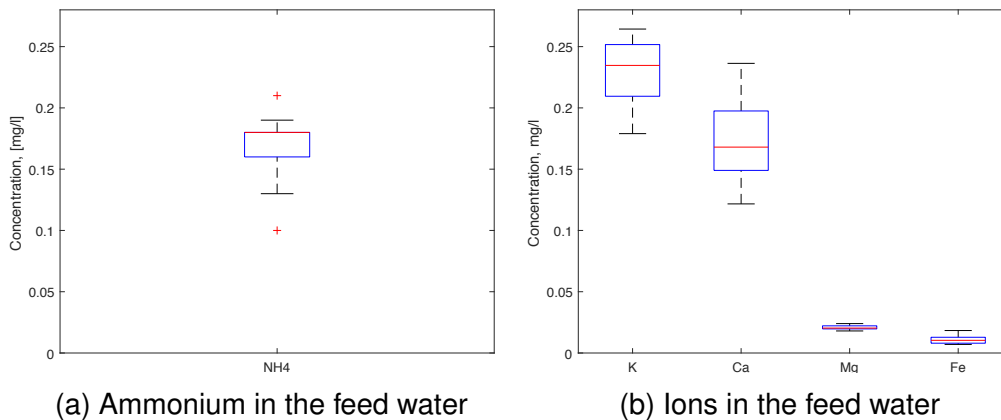 Concentration, [mg/l]
0.25
0.2
0.15
0.1
0.05
0
NH4
(a) Ammonium in the feed water
Concentration, mg/l
0.25
0.2
0.15
0.1
0.05
0
K Ca Mg Fe
(b) Ions in the feed water